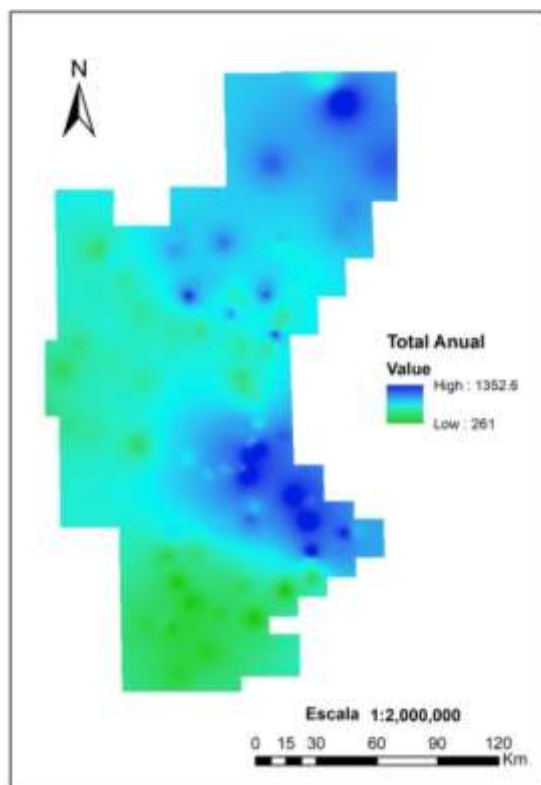 N
Total Anual
Value
High : 1352.6
Low : 261
Escala 1:2,000,000
0 15 30 60 90 120
Km